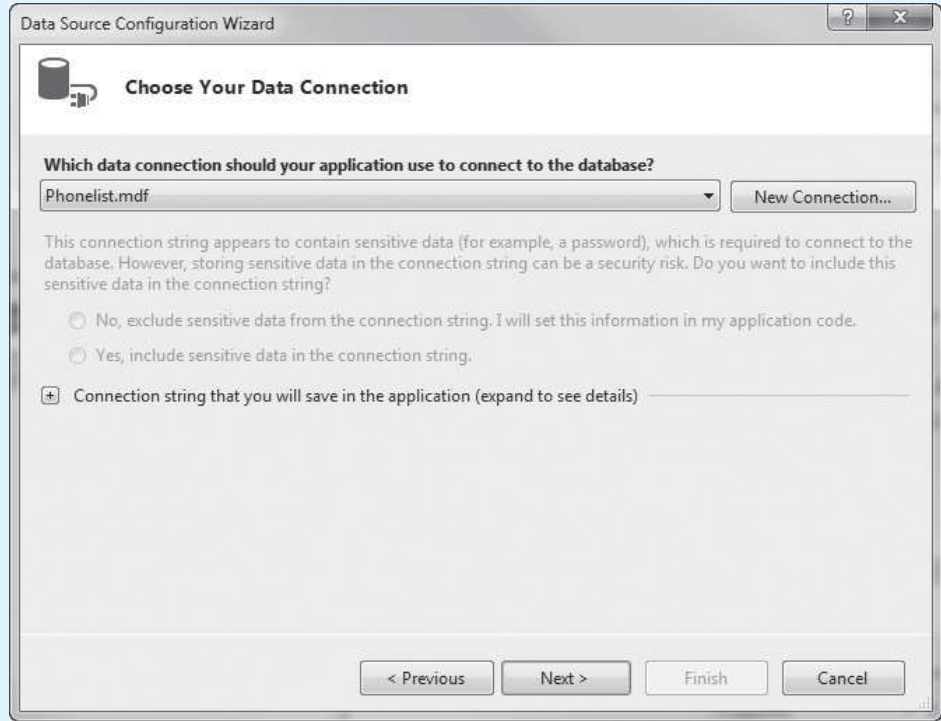 Data Source Configuration Wizard
Choose Your Data Connection
Which data connection should your application use to connect to the database?
Phonelist.mdf
New Connection...
This connection string appears to contain sensitive data (for example, a password), which is required to connect to the
database. However, storing sensitive data in the connection string can be a security risk. Do you want to include this
sensitive data in the connection string?
No, exclude sensitive data from the connection string. I will set this information in my application code.
Yes, include sensitive data in the connection string.
Connection string that you will save in the application (expand to see details)
< Previous
Next >
Finish
Cancel